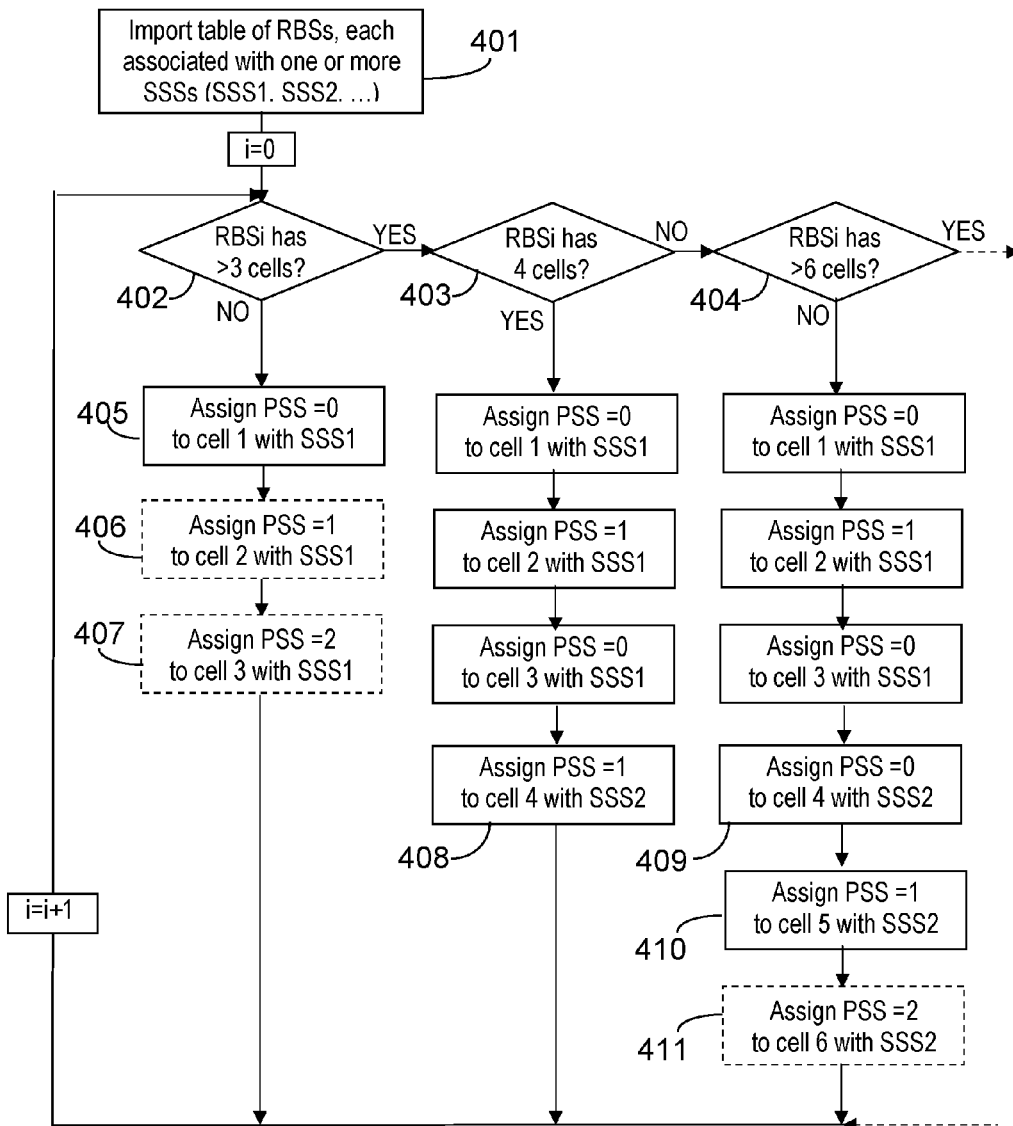 Import table of RBSs, each
associated with one or more
SSSs (SSS1, SSS2, ...)
401
i=0
RBSi has
>3 cells?
402
YES
NO
RBSi has
4 cells?
403
NO
YES
RBSi has
>6 cells?
404
YES
NO
405
Assign PSS =0
to cell 1 with SSS1
406
Assign PSS =1
to cell 2 with SSS1
407
Assign PSS =2
to cell 3 with SSS1
Assign PSS =0
to cell 1 with SSS1
Assign PSS =1
to cell 2 with SSS1
Assign PSS =0
to cell 3 with SSS1
Assign PSS =1
to cell 4 with SSS2
408
Assign PSS =0
to cell 1 with SSS1
Assign PSS =1
to cell 2 with SSS1
Assign PSS =0
to cell 3 with SSS1
Assign PSS =0
to cell 4 with SSS2
409
Assign PSS =1
to cell 5 with SSS2
410
Assign PSS =2
to cell 6 with SSS2
411
i=i+1